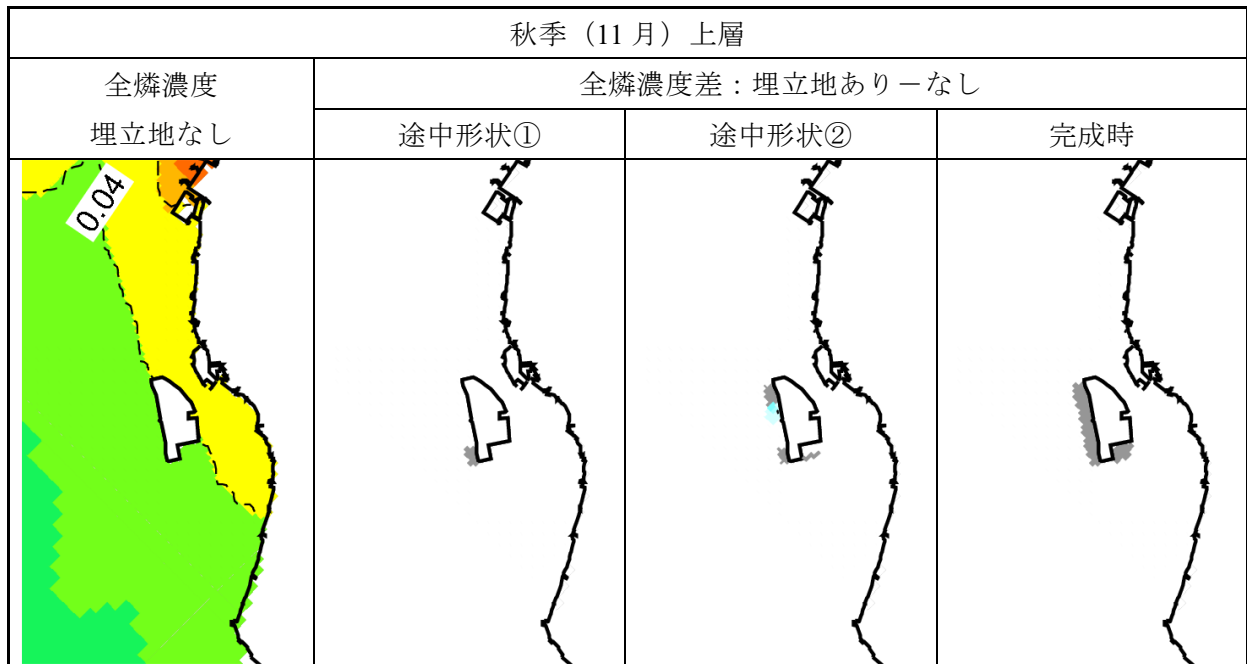 秋季（11 月）上層
全燐濃度
埋立地なし
全燐濃度差：埋立地あり－なし
途中形状①
途中形状②
完成時
0.04